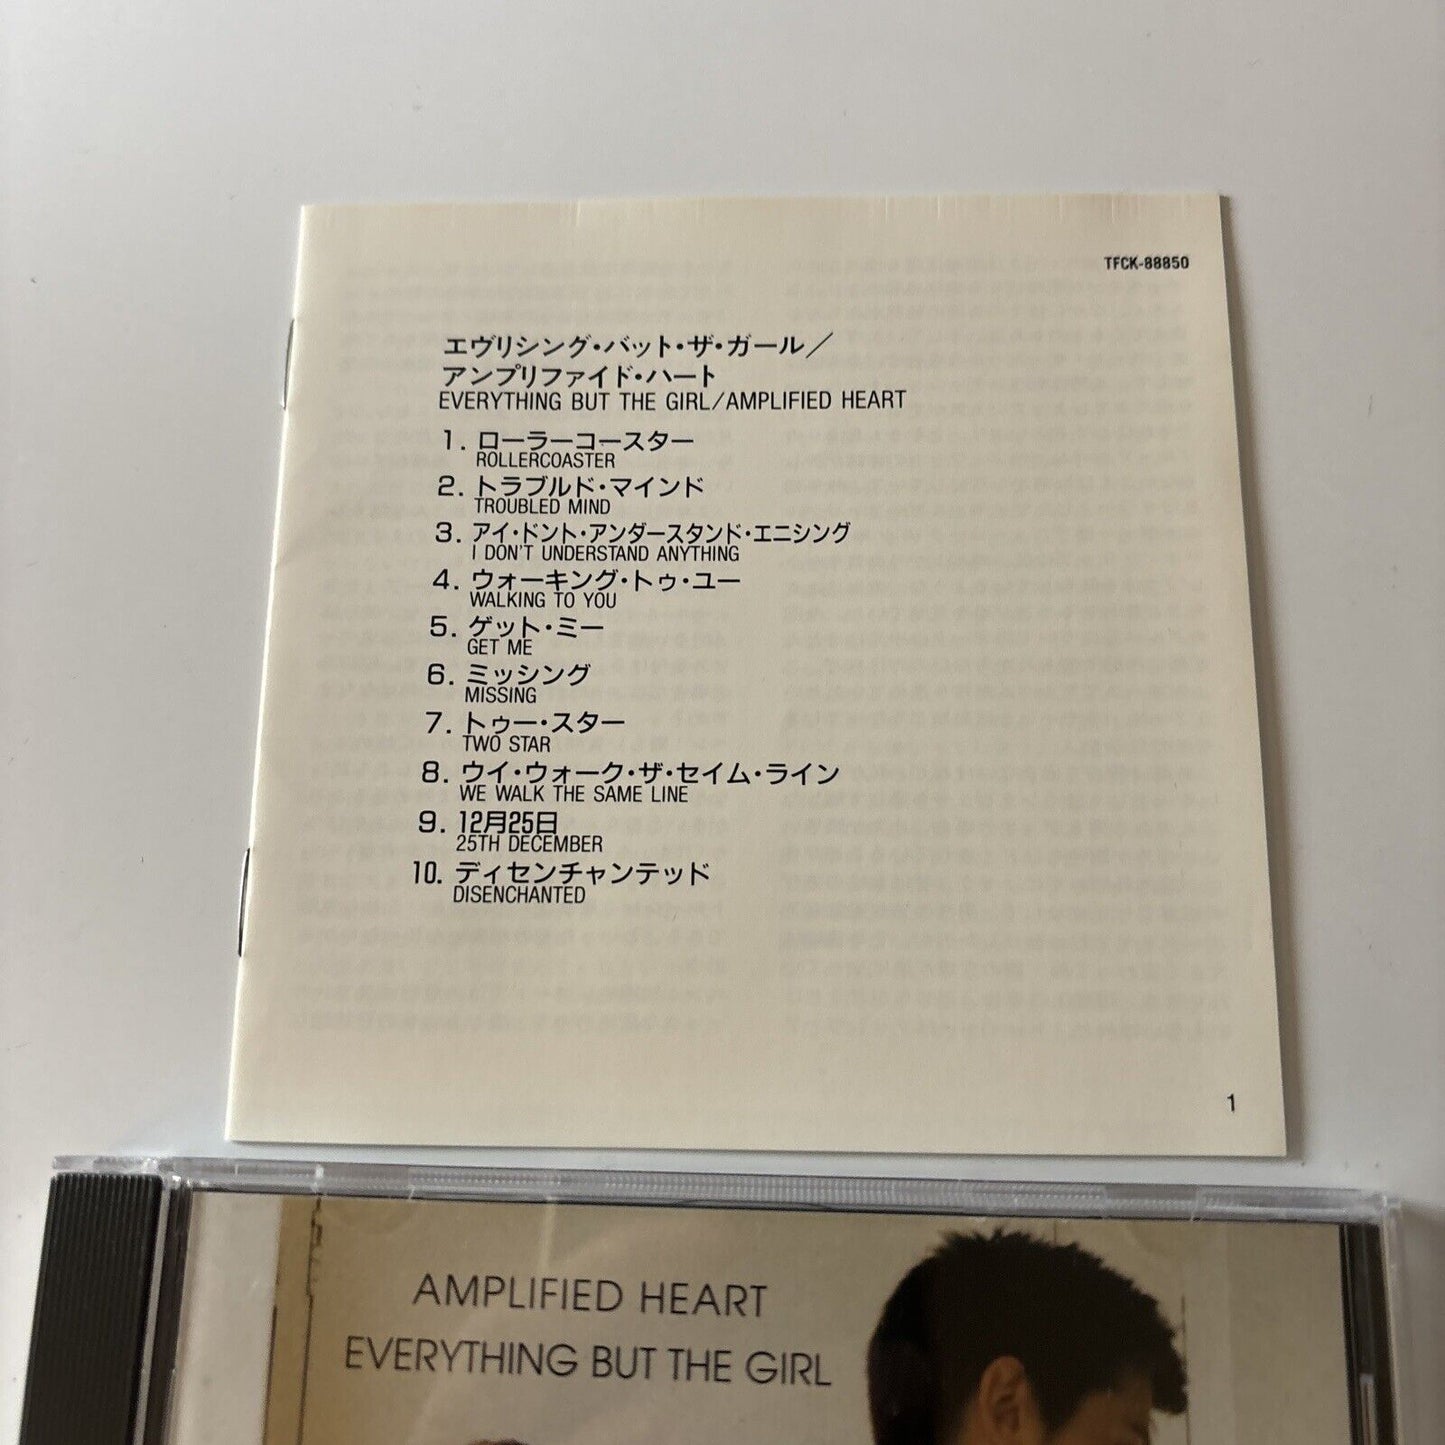 TFCK-88850
エヴリシング・バット・ザ・ガール／
アンプリファイド・ハート
EVERYTHING BUT THE GIRL/AMPLIFIED HEART
1. ローラーコースター
ROLLERCOASTER
2. トラブルド・マインド
TROUBLED MIND
3. アイ・ドント・アンダースタンド・エニシング
I DON'T UNDERSTAND ANYTHING
4. ウォーキング・トゥ・ユー
WALKING TO YOU
5. ゲット・ミー
GET ME
6. ミッシング
MISSING
7. トゥー・スター
TWO STAR
8. ウイ・ウォーク・ザ・セイム・ライン
WE WALK THE SAME LINE
9. 12月25日
25TH DECEMBER
10. ディセンチャンテッド
DISENCHANTED
1
AMPLIFIED HEART
EVERYTHING BUT THE GIRL